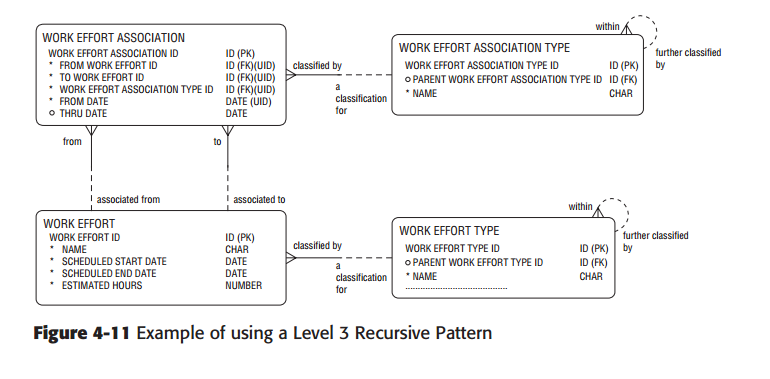 WORK EFFORT ASSOCIATION
WORK EFFORT ASSOCIATION ID ID (PK)
* FROM WORK EFFORT ID ID (FK)(UID)
* TO WORK EFFORT ID ID (FK)(UID)
* WORK EFFORT ASSOCIATION TYPE ID ID (FK)(UID)
* FROM DATE DATE (UID)
o THRU DATE DATE
classified by
a
classification
for
WORK EFFORT ASSOCIATION TYPE
WORK EFFORT ASSOCIATION TYPE ID ID (PK)
o PARENT WORK EFFORT ASSOCIATION TYPE ID ID (FK)
* NAME CHAR
within
further classified
by
from
to
associated from
associated to
WORK EFFORT
WORK EFFORT ID ID (PK)
* NAME CHAR
* SCHEDULED START DATE DATE
* SCHEDULED END DATE DATE
* ESTIMATED HOURS NUMBER
classified by
a
classification
for
WORK EFFORT TYPE
WORK EFFORT TYPE ID ID (PK)
o PARENT WORK EFFORT TYPE ID ID (FK)
* NAME CHAR
within
further classified
by
Figure 4-11 Example of using a Level 3 Recursive Pattern